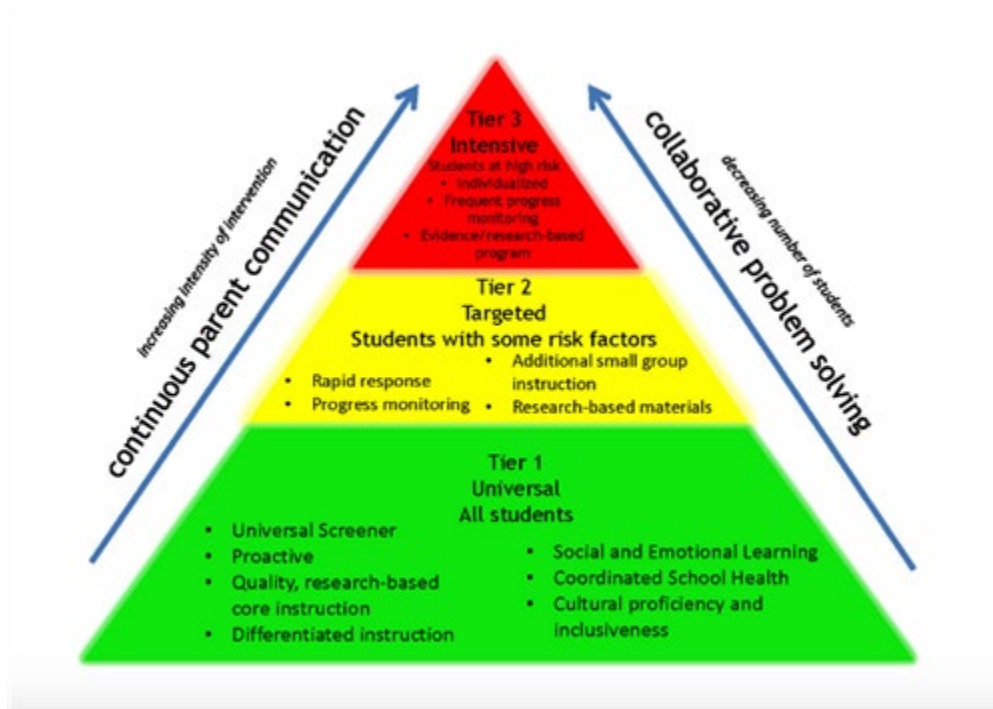 Tier 3
Intensive
Students at high risk
• Individualized
• Frequent progress
monitoring
• Evidence/research-based
program
Tier 2
Targeted
Students with some risk factors
• Rapid response
• Progress monitoring
• Additional small group
instruction
• Research-based materials
Tier 1
Universal
All students
• Universal Screener
• Proactive
• Quality, research-based
core instruction
• Differentiated instruction
• Social and Emotional Learning
• Coordinated School Health
• Cultural proficiency and
inclusiveness
increasing intensity of intervention
continuous parent communication
collaborative problem solving
decreasing number of students